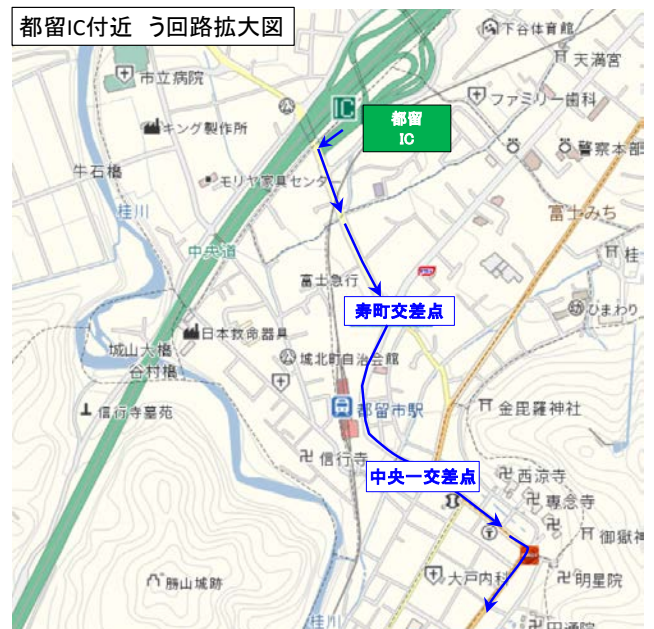 都留IC付近 う回路拡大図
下谷体育館
天満宮
市立病院
IC
ファミリー歯科
都留
IC
キング製作所
警察本部
牛石橋
モリヤ家具センター
桂川
富士みち
中央道
桂
富士急行
寿町交差点
ひまわり
日本救命器具
城山大橋
城北町自治会館
谷村橋
都留市駅
信行寺墓苑
金毘羅神社
信行寺
中央一交差点
西涼寺
専念寺
御嶽神
大戸内科
勝山城跡
明星院
桂川
円通院